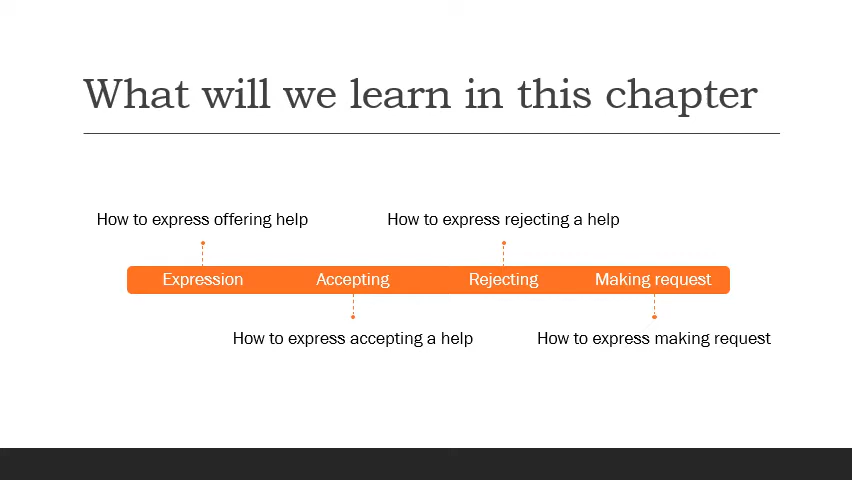 What will we learn in this chapter
How to express offering help
How to express rejecting a help
Expression
Accepting
Rejecting
Making request
How to express accepting a help
How to express making request